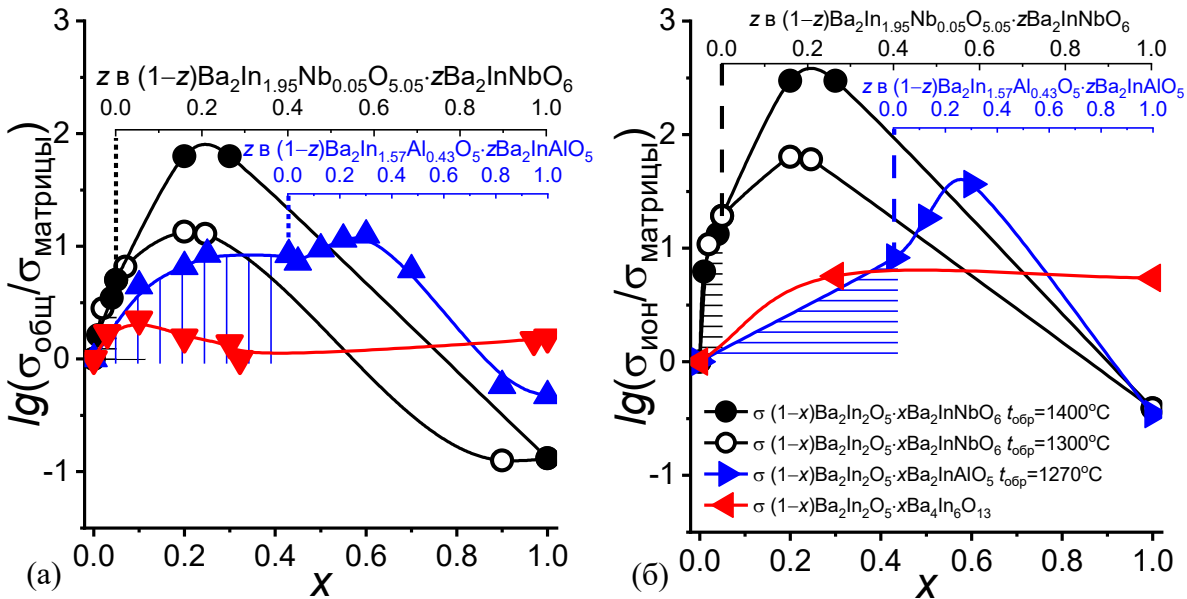 z в (1−z)Ba₂In₁.₉₅Nb₀.₀₅O₅.₀₅·zBa₂InNbO₆
0.0 0.2 0.4 0.6 0.8 1.0
z в (1−z)Ba₂In₁.₅₇Al₀.₄₃O₅·zBa₂InAlO₅
0.0 0.2 0.4 0.6 0.8 1.0
lg(σобщ/σматрицы)
3
2
1
0
-1
0.0 0.2 0.4 0.6 0.8 1.0
(а)
x
z в (1−z)Ba₂In₁.₉₅Nb₀.₀₅O₅.₀₅·zBa₂InNbO₆
0.0 0.2 0.4 0.6 0.8 1.0
z в (1−z)Ba₂In₁.₅₇Al₀.₄₃O₅·zBa₂InAlO₅
0.0 0.2 0.4 0.6 0.8 1.0
lg(σион/σматрицы)
3
2
1
0
-1
σ (1−x)Ba₂In₂O₅·xBa₂InNbO₆ tобр=1400°C
σ (1−x)Ba₂In₂O₅·xBa₂InNbO₆ tобр=1300°C
σ (1−x)Ba₂In₂O₅·xBa₂InAlO₅ tобр=1270°C
σ (1−x)Ba₂In₂O₅·xBa₄In₆O₁₃
0.0 0.2 0.4 0.6 0.8 1.0
(б)
x